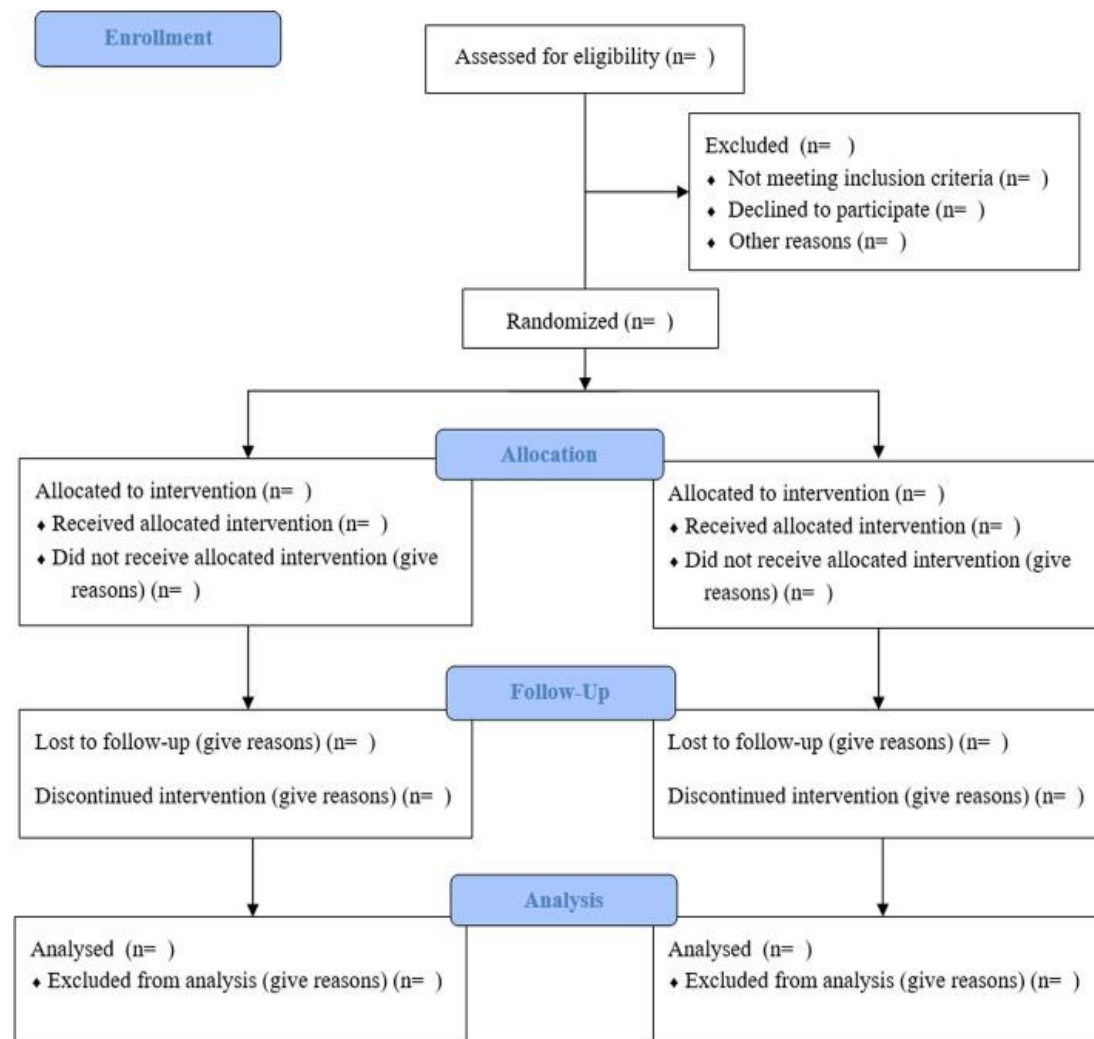 Enrollment
Assessed for eligibility (n=  )
Excluded  (n=   )
♦ Not meeting inclusion criteria (n=  )
♦ Declined to participate (n=  )
♦ Other reasons (n=  )
Randomized (n=  )
Allocation
Allocated to intervention (n=  )
♦ Received allocated intervention (n=  )
♦ Did not receive allocated intervention (give
reasons) (n=  )
Allocated to intervention (n=  )
♦ Received allocated intervention (n=  )
♦ Did not receive allocated intervention (give
reasons) (n=  )
Follow-Up
Lost to follow-up (give reasons) (n=  )
Discontinued intervention (give reasons) (n=  )
Lost to follow-up (give reasons) (n=  )
Discontinued intervention (give reasons) (n=  )
Analysis
Analysed  (n=  )
♦ Excluded from analysis (give reasons) (n=  )
Analysed  (n=  )
♦ Excluded from analysis (give reasons) (n=  )